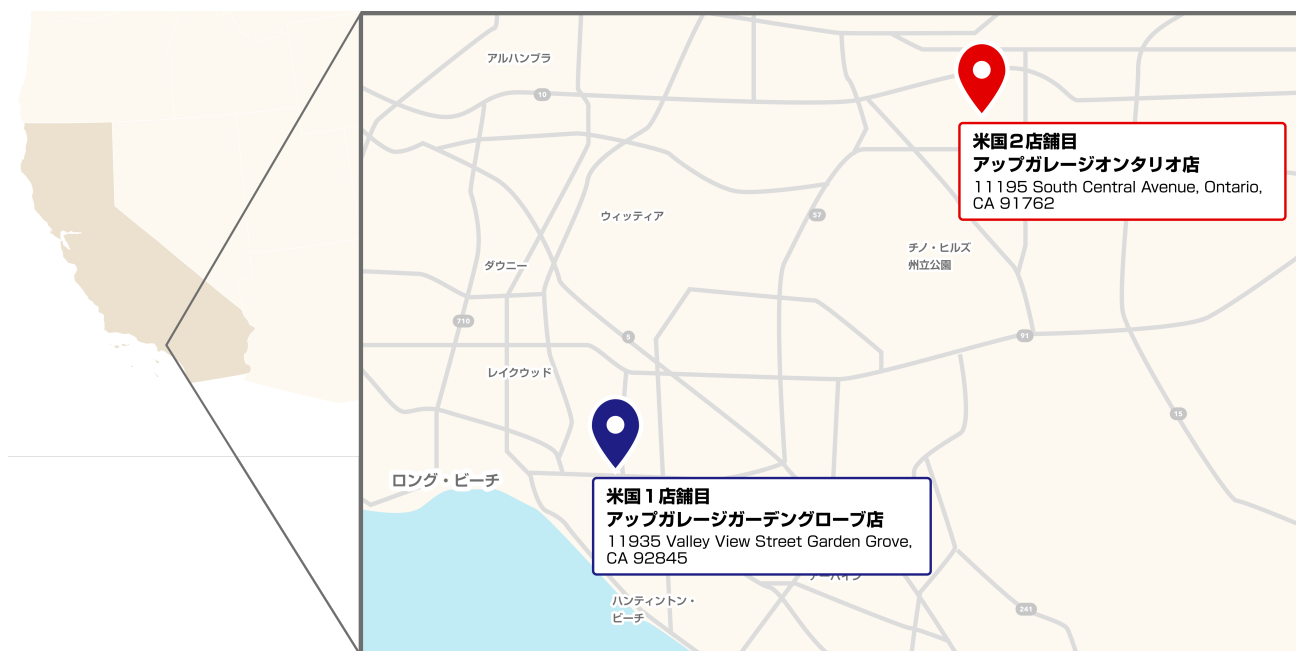 アルハンブラ
10
米国2店舗目
アップガレージオンタリオ店
11195 South Central Avenue, Ontario,
CA 91762
ウィッティア
57
チノ・ヒルズ
州立公園
ダウニー
710
5
91
レイクウッド
15
ロング・ビーチ
米国1店舗目
アップガレージガーデングローブ店
11935 Valley View Street Garden Grove,
CA 92845
アーバイン
ハンティントン・
ビーチ
241